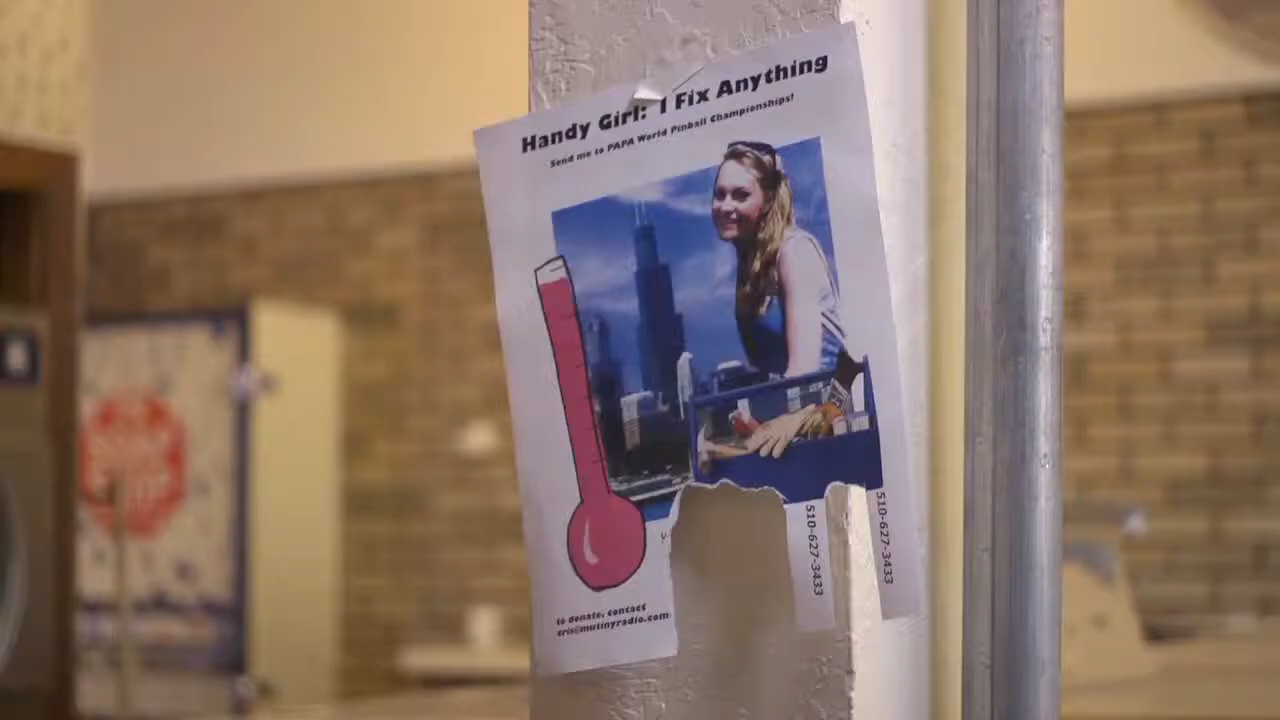 Handy Girl: I Fix Anything
Send me to PAPA World Pinball Championships!
510-627-3433
510-627-3433
to donate, contact
cris@mutinyradio.com